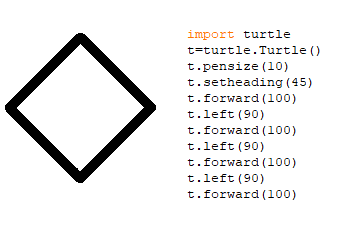 import turtle
t=turtle.Turtle()
t.pensize(10)
t.setheading(45)
t.forward(100)
t.left(90)
t.forward(100)
t.left(90)
t.forward(100)
t.left(90)
t.forward(100)